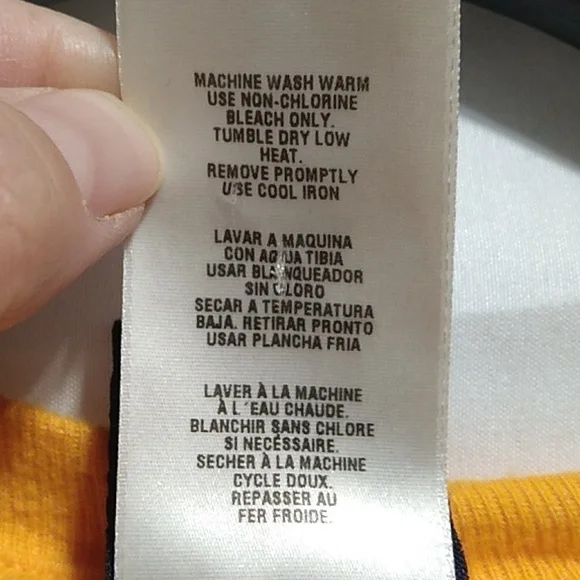 MACHINE WASH WARM
USE NON-CHLORINE
BLEACH ONLY.
TUMBLE DRY LOW
HEAT.
REMOVE PROMPTLY
USE COOL IRON
LAVAR A MAQUINA
CON AGUA TIBIA
USAR BLANQUEADOR
SIN CLORO
SECAR A TEMPERATURA
BAJA. RETIRAR PRONTO
USAR PLANCHA FRIA
LAVER À LA MACHINE
À L'EAU CHAUDE.
BLANCHIR SANS CHLORE
SI NECÉSSAIRE.
SECHER À LA MACHINE
CYCLE DOUX.
REPASSER AU
FER FROIDE.